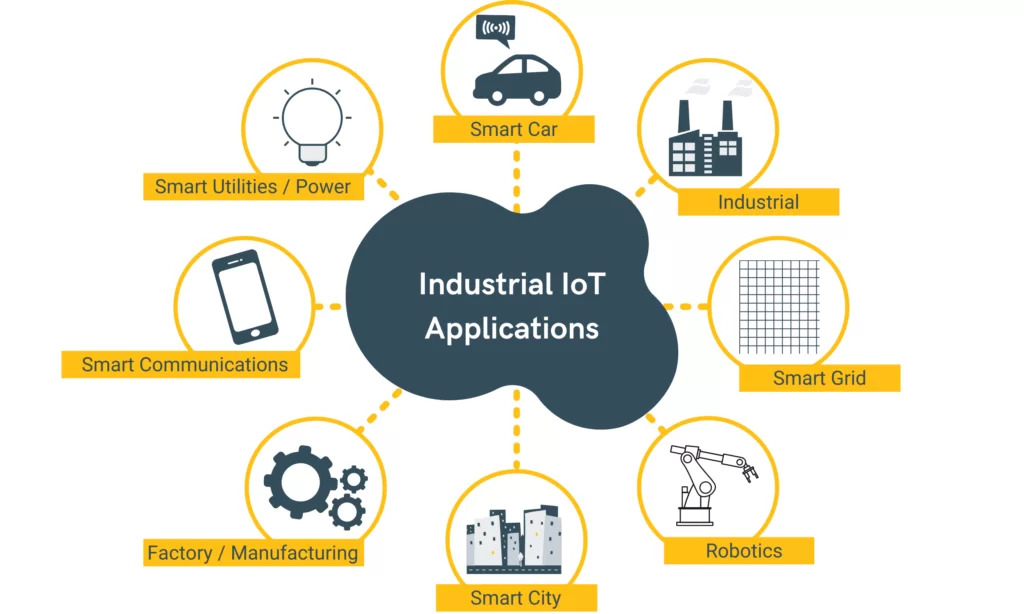 Smart Car
Smart Utilities / Power
Industrial
Industrial IoT
Applications
Smart Communications
Smart Grid
Factory / Manufacturing
Robotics
Smart City